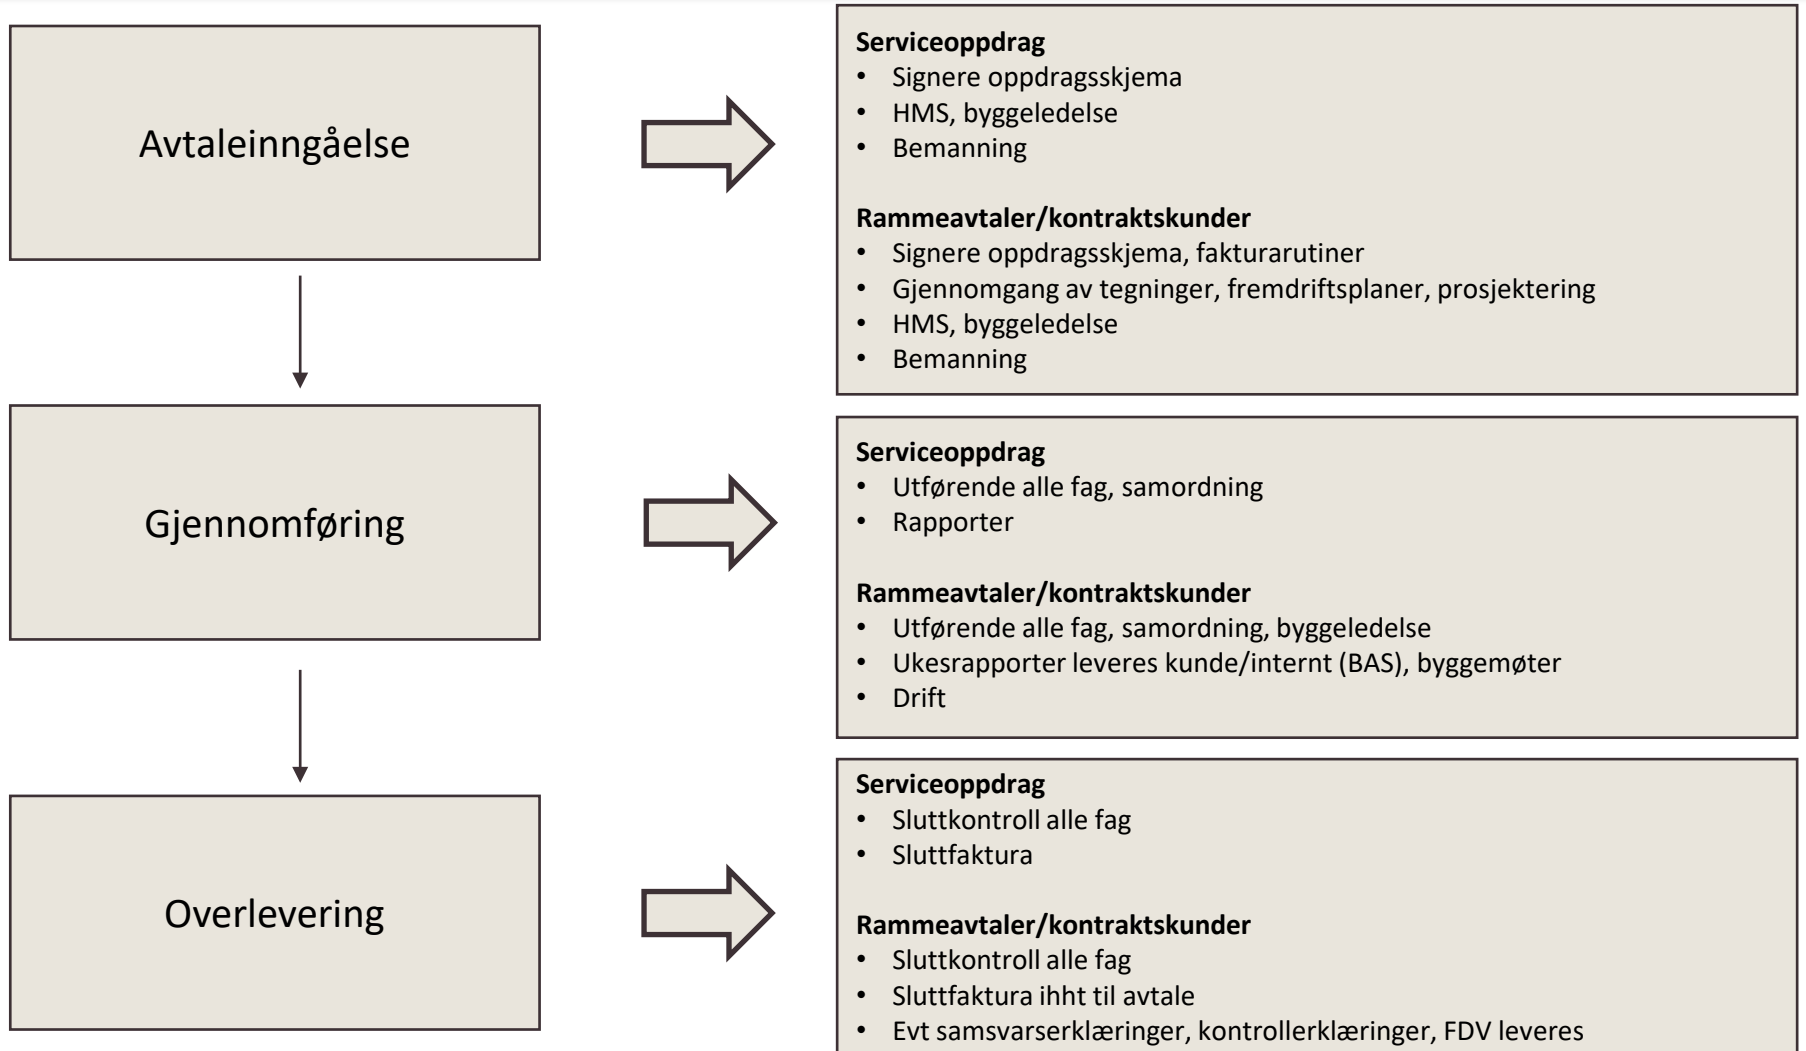 Avtaleinngåelse
Serviceoppdrag
• Signere oppdragsskjema
• HMS, byggeledelse
• Bemanning
Rammeavtaler/kontraktskunder
• Signere oppdragsskjema, fakturarutiner
• Gjennomgang av tegninger, fremdriftsplaner, prosjektering
• HMS, byggeledelse
• Bemanning
Gjennomføring
Serviceoppdrag
• Utførende alle fag, samordning
• Rapporter
Rammeavtaler/kontraktskunder
• Utførende alle fag, samordning, byggeledelse
• Ukesrapporter leveres kunde/internt (BAS), byggemøter
• Drift
Overlevering
Serviceoppdrag
• Sluttkontroll alle fag
• Sluttfaktura
Rammeavtaler/kontraktskunder
• Sluttkontroll alle fag
• Sluttfaktura ihht til avtale
• Evt samsvarserklæringer, kontrollerklæringer, FDV leveres